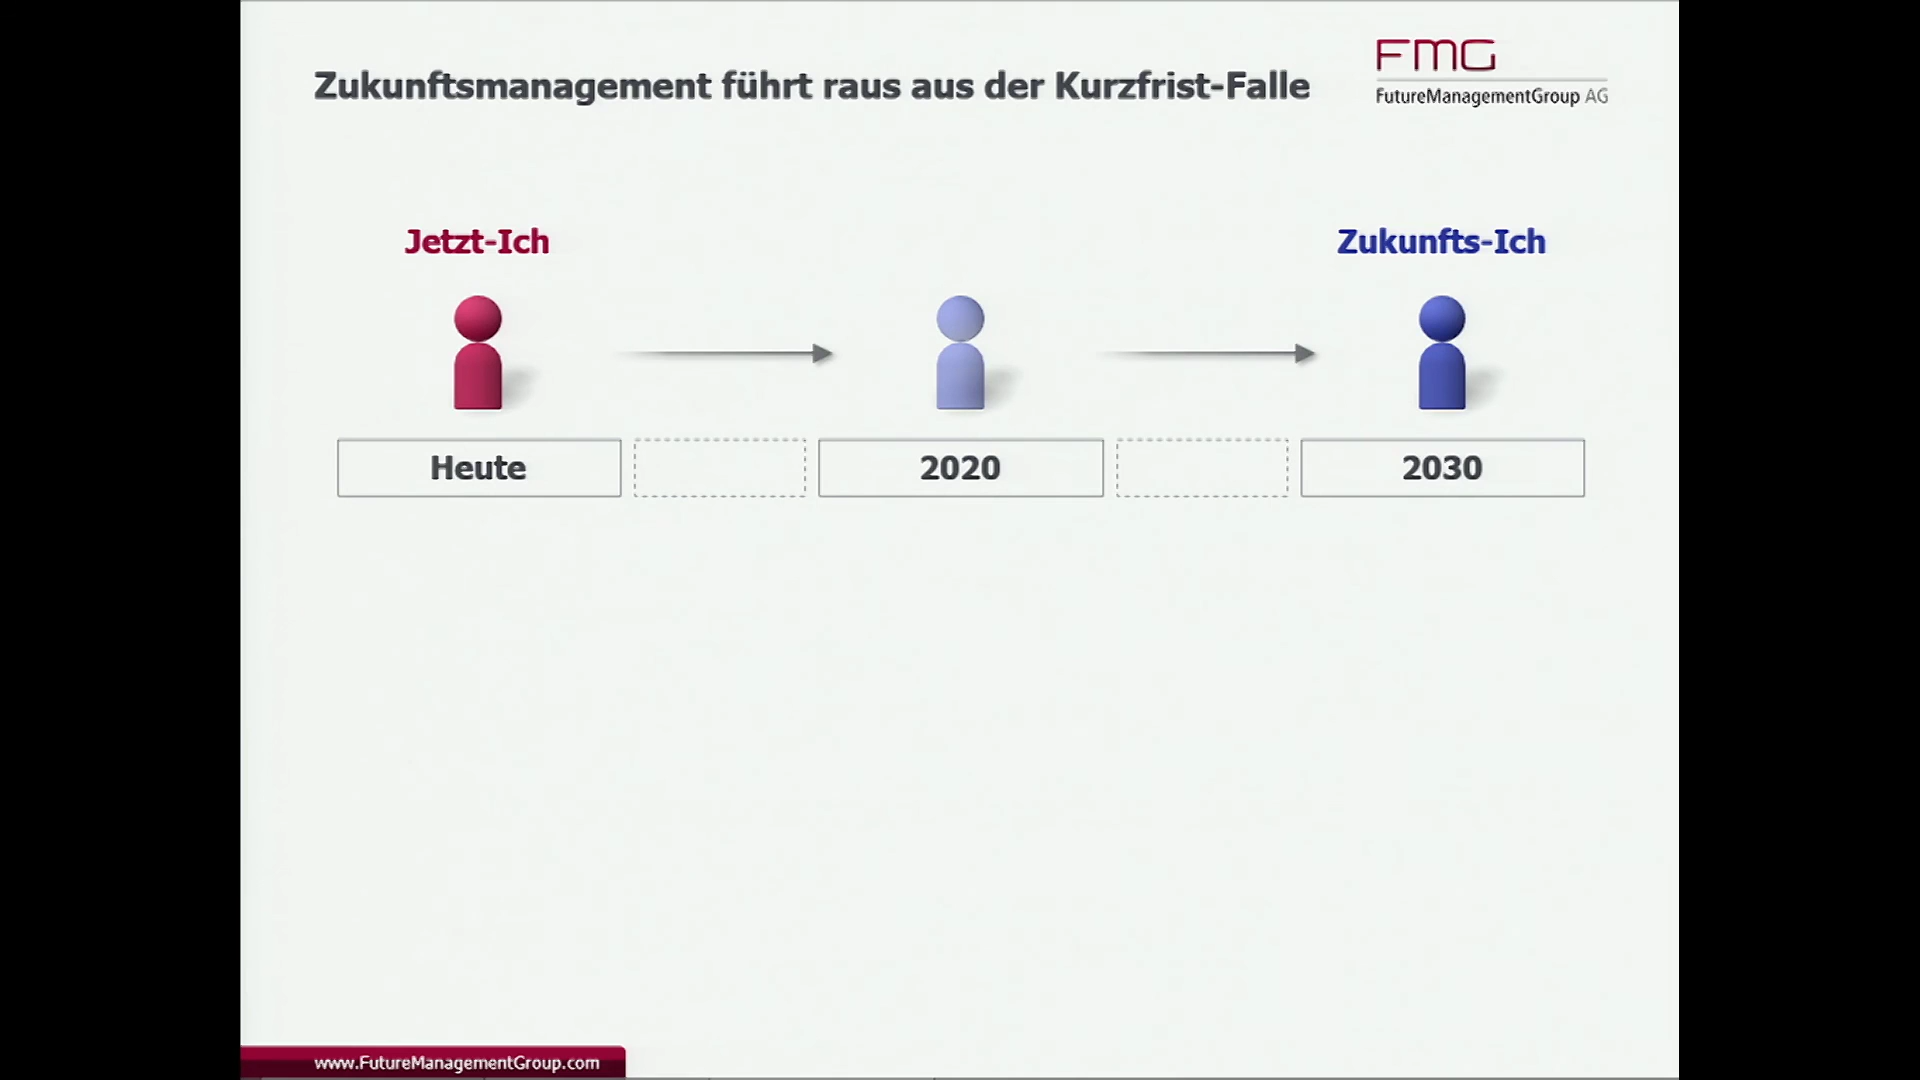 Zukunftsmanagement führt raus aus der Kurzfrist-Falle
FMG
FutureManagementGroup AG
Jetzt-Ich
Zukunfts-Ich
Heute
2020
2030
www.FutureManagementGroup.com